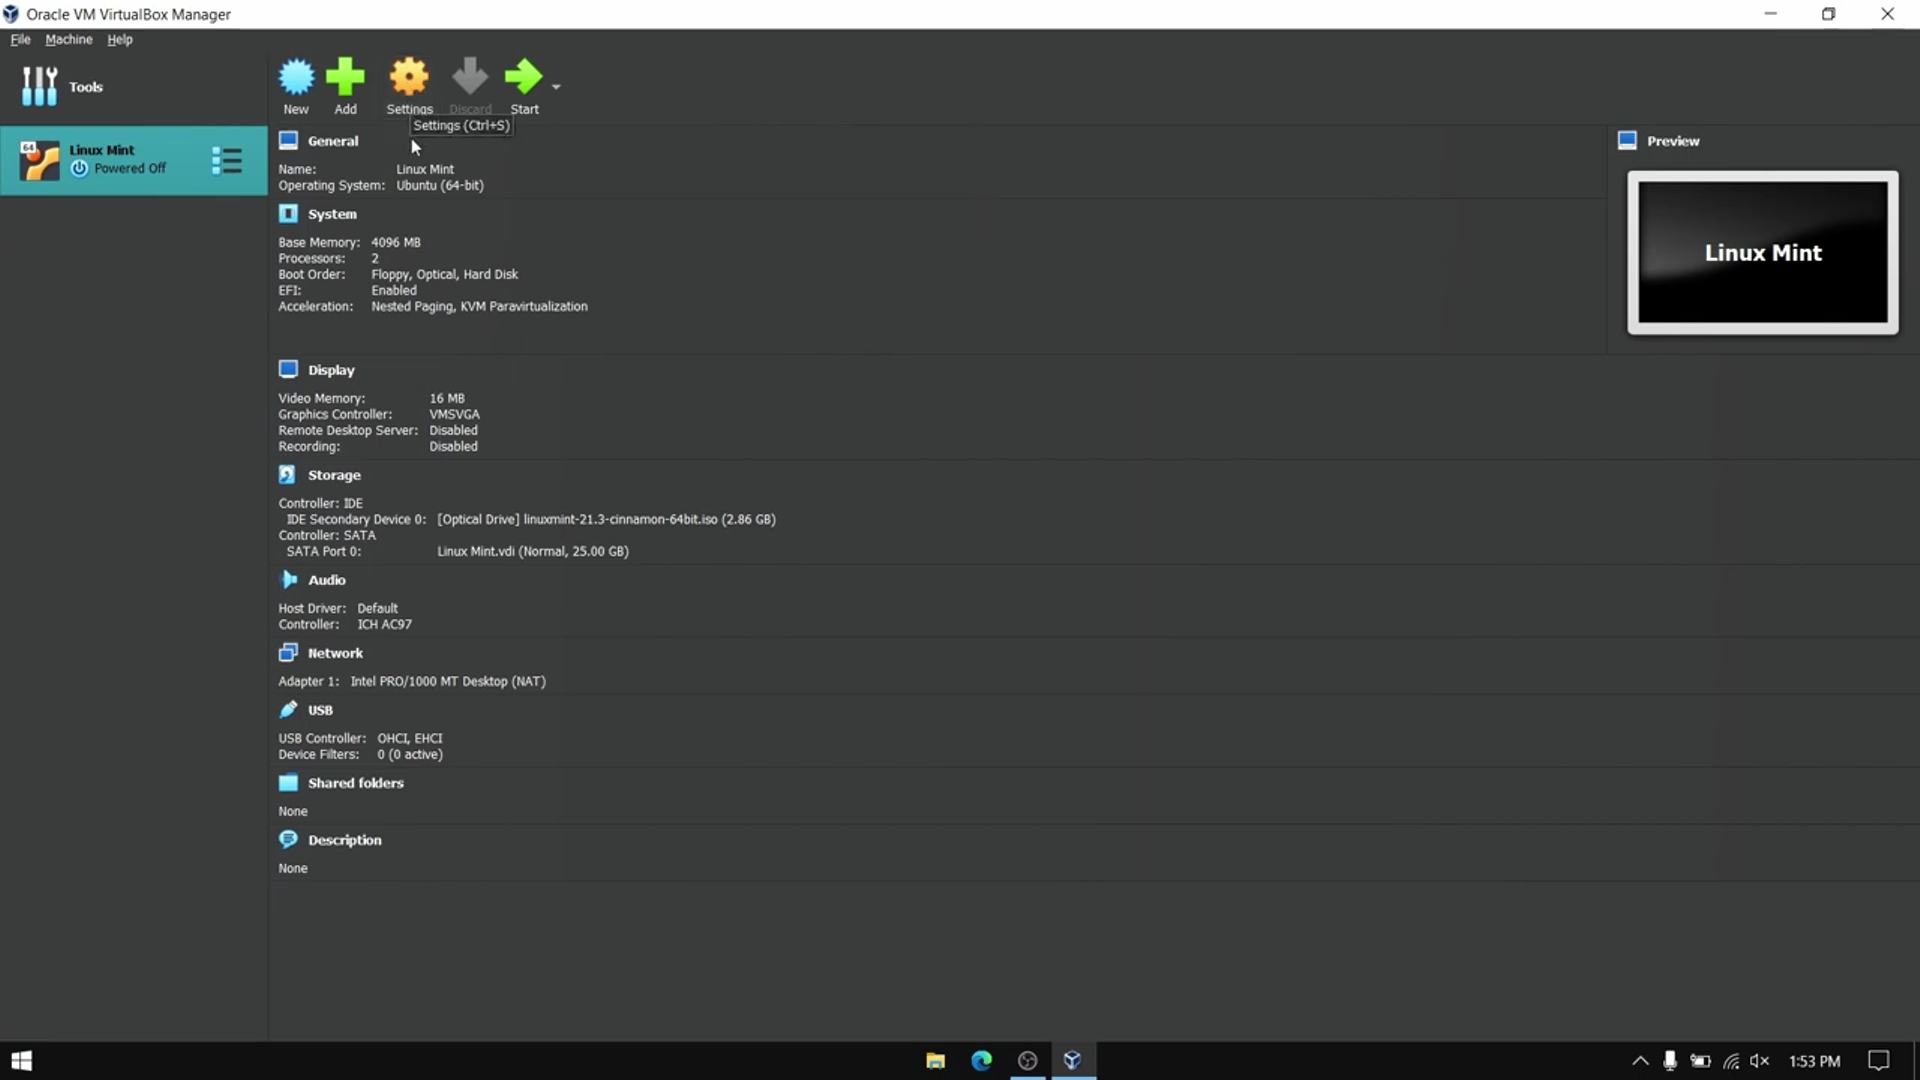 Oracle VM VirtualBox Manager
File Machine Help
Tools
New Add Settings Discard Start
Settings (Ctrl+S)
64
Linux Mint
Powered Off
General
Name: Linux Mint
Operating System: Ubuntu (64-bit)
Preview
Linux Mint
System
Base Memory: 4096 MB
Processors: 2
Boot Order: Floppy, Optical, Hard Disk
EFI: Enabled
Acceleration: Nested Paging, KVM Paravirtualization
Display
Video Memory: 16 MB
Graphics Controller: VMSVGA
Remote Desktop Server: Disabled
Recording: Disabled
Storage
Controller: IDE
IDE Secondary Device 0: [Optical Drive] linuxmint-21.3-cinnamon-64bit.iso (2.86 GB)
Controller: SATA
SATA Port 0: Linux Mint.vdi (Normal, 25.00 GB)
Audio
Host Driver: Default
Controller: ICH AC97
Network
Adapter 1: Intel PRO/1000 MT Desktop (NAT)
USB
USB Controller: OHCI, EHCI
Device Filters: 0 (0 active)
Shared folders
None
Description
None
1:53 PM